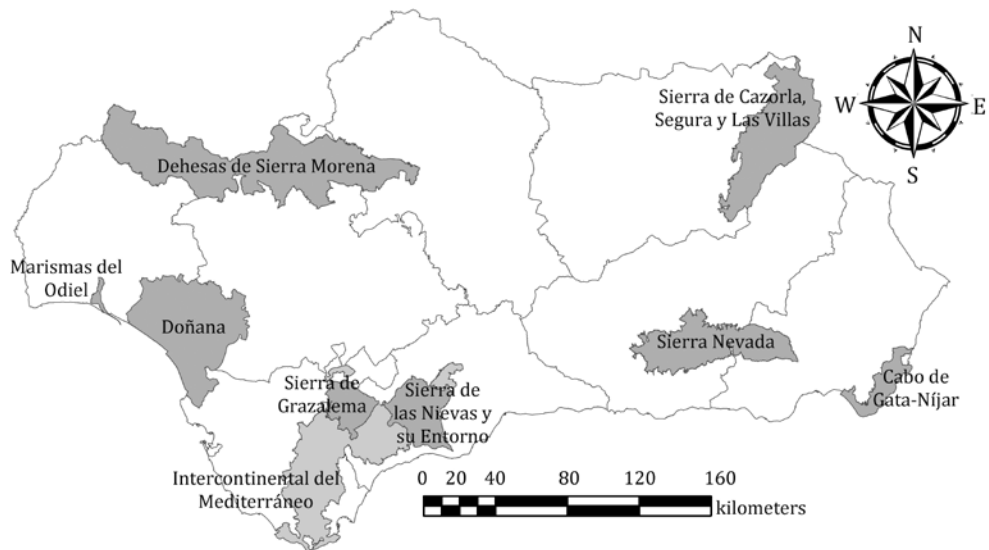 N
W
E
S
Sierra de Cazorla,
Segura y Las Villas
Dehesas de Sierra Morena
Marismas del
Odiel
Doñana
Sierra Nevada
Cabo de
Gata-Níjar
Sierra de
Grazalema
Sierra de
las Nievas y
su Entorno
Intercontinental del
Mediterráneo
0 20 40 80 120 160
kilometers